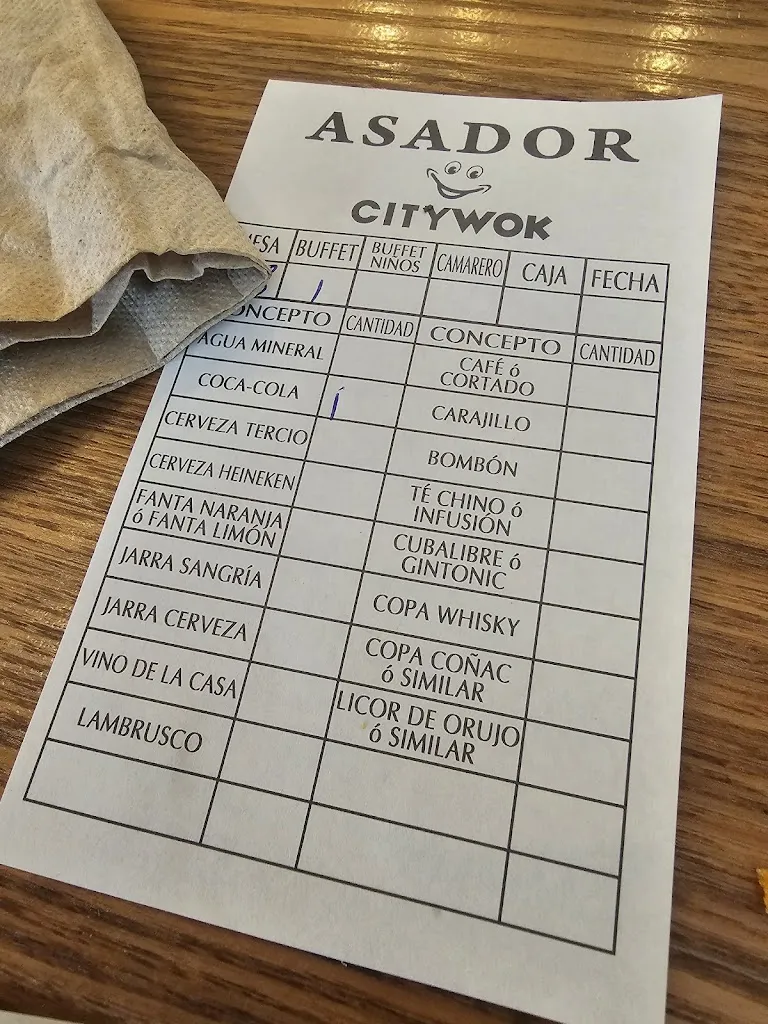 ASADOR
CITYWOK
BUFFET BUFFET NIÑOS CAMARERO CAJA FECHA
1
CANTIDAD CONCEPTO CANTIDAD
AGUA MINERAL CAFÉ ó CORTADO
COCA-COLA 1 CARAJILLO
CERVEZA TERCIO BOMBÓN
CERVEZA HEINEKEN TÉ CHINO ó INFUSIÓN
FANTA NARANJA ó FANTA LIMÓN CUBALIBRE ó GINTONIC
JARRA SANGRÍA COPA WHISKY
JARRA CERVEZA COPA COÑAC ó SIMILAR
VINO DE LA CASA LICOR DE ORUJO ó SIMILAR
LAMBRUSCO